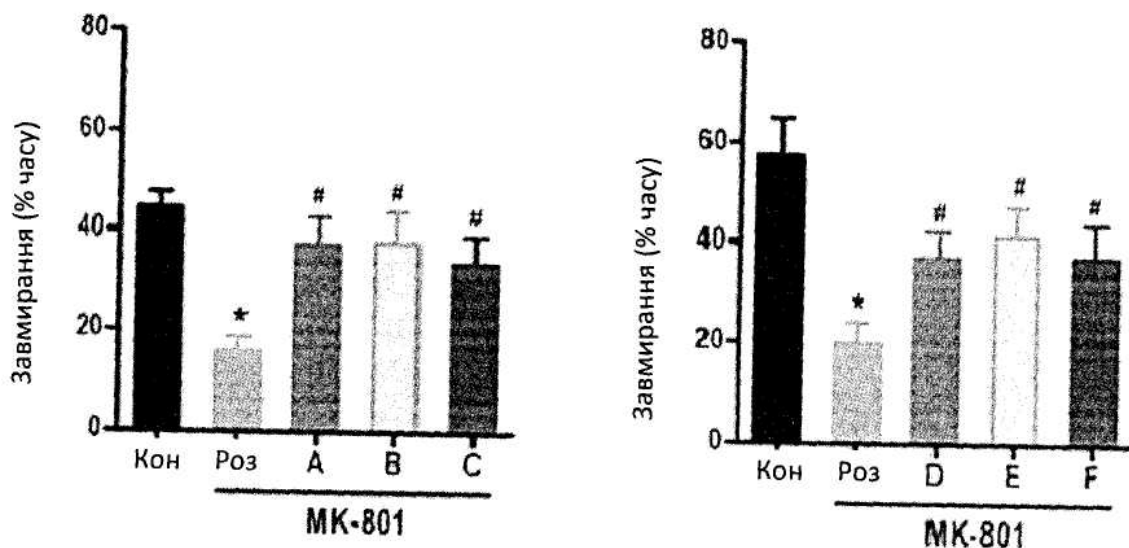 Завмирання (% часу)
80
60
40
20
0
*
#
#
#
Кон
Роз
A
B
C
MK-801
Завмирання (% часу)
80
60
40
20
0
*
#
#
#
Кон
Роз
D
E
F
MK-801